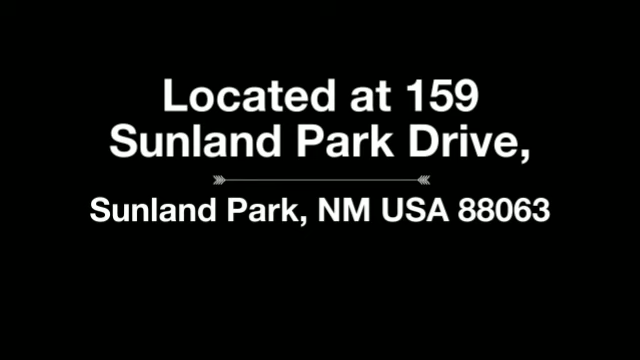 Located at 159
Sunland Park Drive,
Sunland Park, NM USA 88063